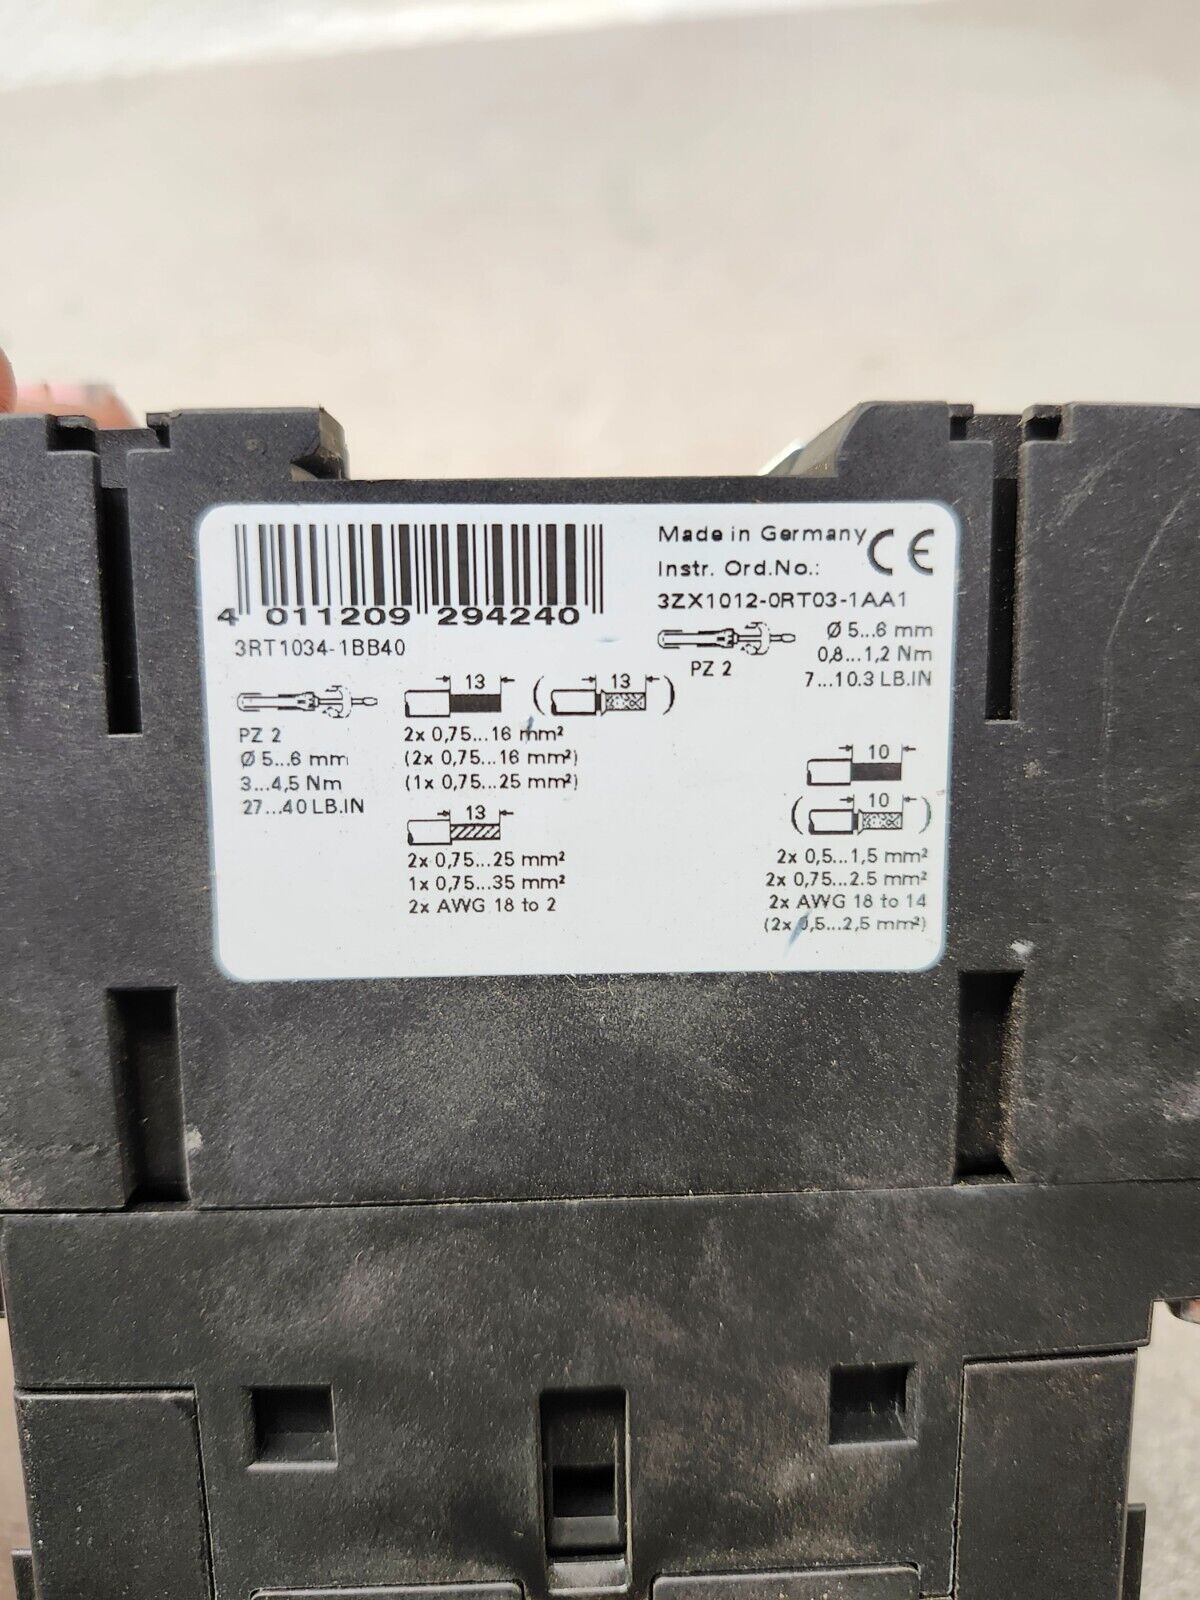 4 011209 294240
3RT1034-1BB40
Made in Germany CE
Instr. Ord.No.:
3ZX1012-0RT03-1AA1
PZ 2
Ø 5...6 mm
0,8...1,2 Nm
7...10.3 LB.IN
PZ 2
Ø 5...6 mm
3...4,5 Nm
27...40 LB.IN
13 ( 13 )
2x 0,75...16 mm²
(2x 0,75...16 mm²)
(1x 0,75...25 mm²)
13
2x 0,75...25 mm²
1x 0,75...35 mm²
2x AWG 18 to 2
10
( 10 )
2x 0,5...1,5 mm²
2x 0,75...2.5 mm²
2x AWG 18 to 14
(2x 0,5...2,5 mm²)